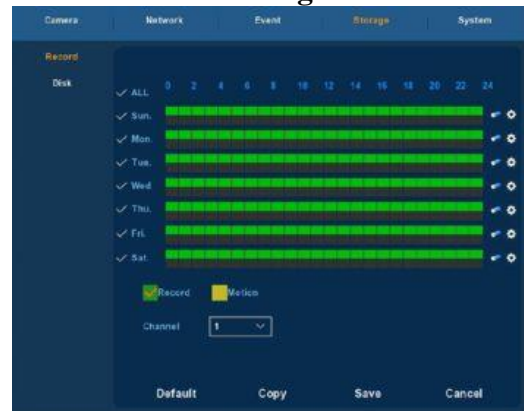 Camera Network Event Storage System
Record
Disk
0 2 4 6 8 10 12 14 16 18 20 22 24
ALL
Sun.
Mon.
Tue.
Wed
Thu.
Fri.
Sat.
Record Motion
Channel 1
Default Copy Save Cancel